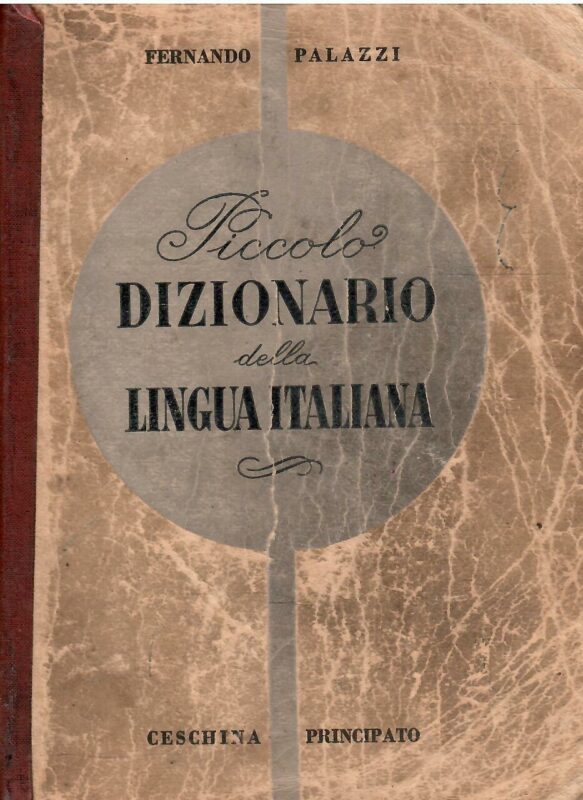 FERNANDO PALAZZI
Piccolo
DIZIONARIO
della
LINGUA ITALIANA
CESCHINA PRINCIPATO